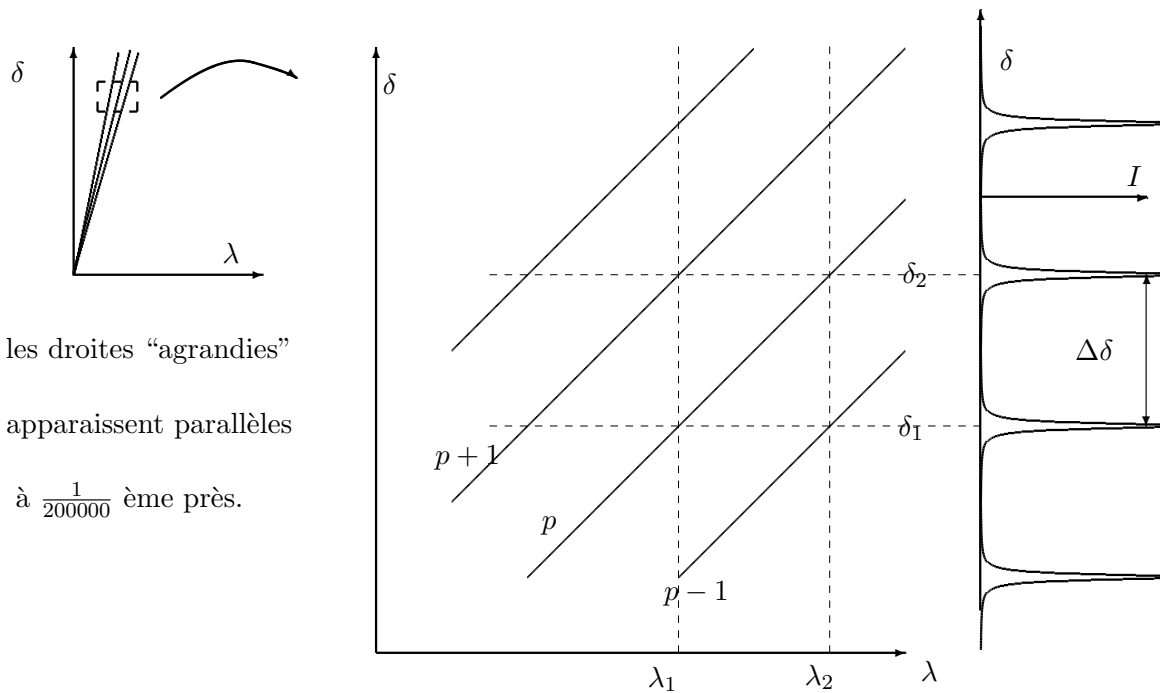 δ
λ
les droites “agrandies”
apparaissent parallèles
à 1/200000 ème près.
δ
δ₂
δ₁
p + 1
p
p − 1
λ₁
λ₂
λ
δ
I
Δδ